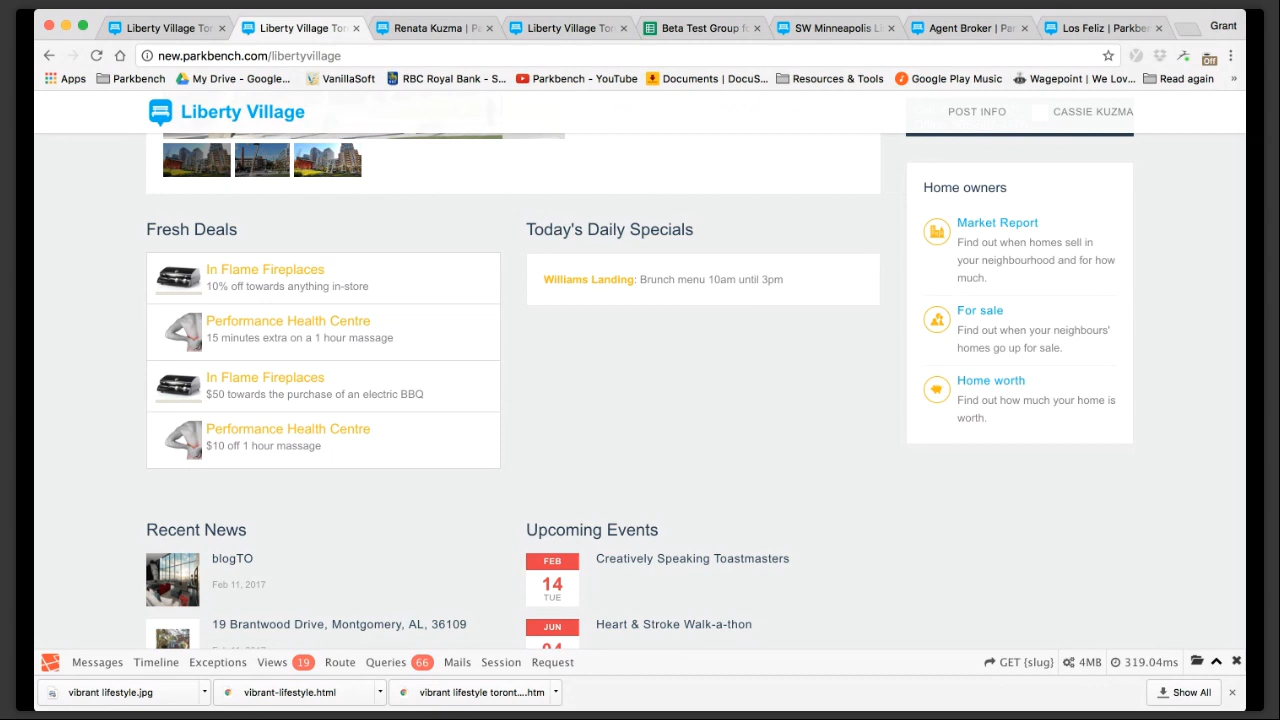 Liberty Village Tor
Liberty Village Tor
Renata Kuzma | Pa
Liberty Village Tor
Beta Test Group fo
SW Minneapolis Li
Agent Broker | Par
Los Feliz | Parkben
Grant
new.parkbench.com/libertyvillage
Off
Apps
Parkbench
My Drive - Google...
VanillaSoft
RBC Royal Bank - S...
Parkbench - YouTube
Documents | DocuS...
Resources & Tools
Google Play Music
Wagepoint | We Lov...
Read again
»
Liberty Village
POST INFO
CASSIE KUZMA
Fresh Deals
In Flame Fireplaces
10% off towards anything in-store
Performance Health Centre
15 minutes extra on a 1 hour massage
In Flame Fireplaces
$50 towards the purchase of an electric BBQ
Performance Health Centre
$10 off 1 hour massage
Today's Daily Specials
Williams Landing: Brunch menu 10am until 3pm
Home owners
Market Report
Find out when homes sell in
your neighbourhood and for how
much.
For sale
Find out when your neighbours'
homes go up for sale.
Home worth
Find out how much your home is
worth.
Recent News
blogTO
Feb 11, 2017
19 Brantwood Drive, Montgomery, AL, 36109
Upcoming Events
FEB
14
TUE
Creatively Speaking Toastmasters
JUN
Heart & Stroke Walk-a-thon
Messages
Timeline
Exceptions
Views 19
Route
Queries 66
Mails
Session
Request
GET {slug}
4MB
319.04ms
vibrant lifestyle.jpg
vibrant-lifestyle.html
vibrant lifestyle toront....htm
Show All